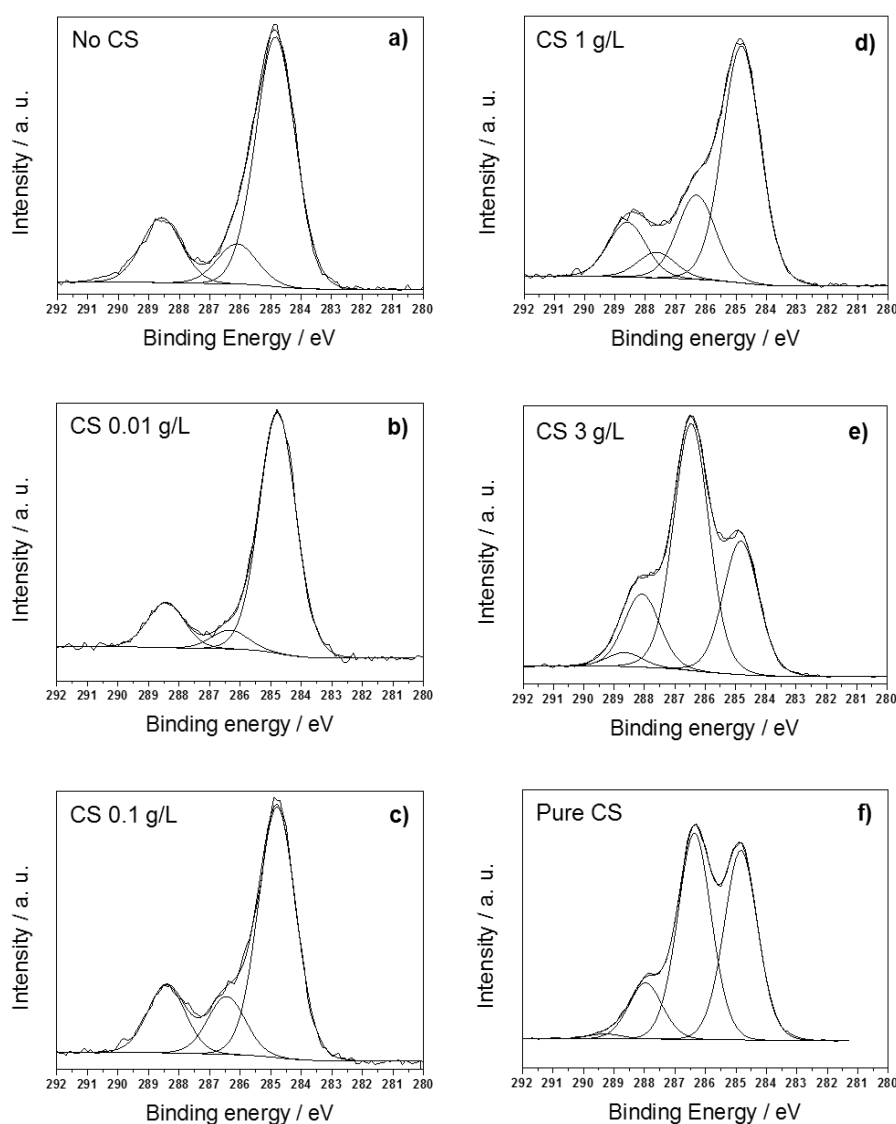 No CS
a)
Intensity / a. u.
292 291 290 289 288 287 286 285 284 283 282 281 280
Binding Energy / eV
CS 1 g/L
d)
Intensity / a. u.
292 291 290 289 288 287 286 285 284 283 282 281 280
Binding energy / eV
CS 0.01 g/L
b)
Intensity / a. u.
292 291 290 289 288 287 286 285 284 283 282 281 280
Binding energy / eV
CS 3 g/L
e)
Intensity / a. u.
292 291 290 289 288 287 286 285 284 283 282 281 280
Binding energy / eV
CS 0.1 g/L
c)
Intensity / a. u.
292 291 290 289 288 287 286 285 284 283 282 281 280
Binding energy / eV
Pure CS
f)
Intensity / a. u.
292 291 290 289 288 287 286 285 284 283 282 281 280
Binding Energy / eV